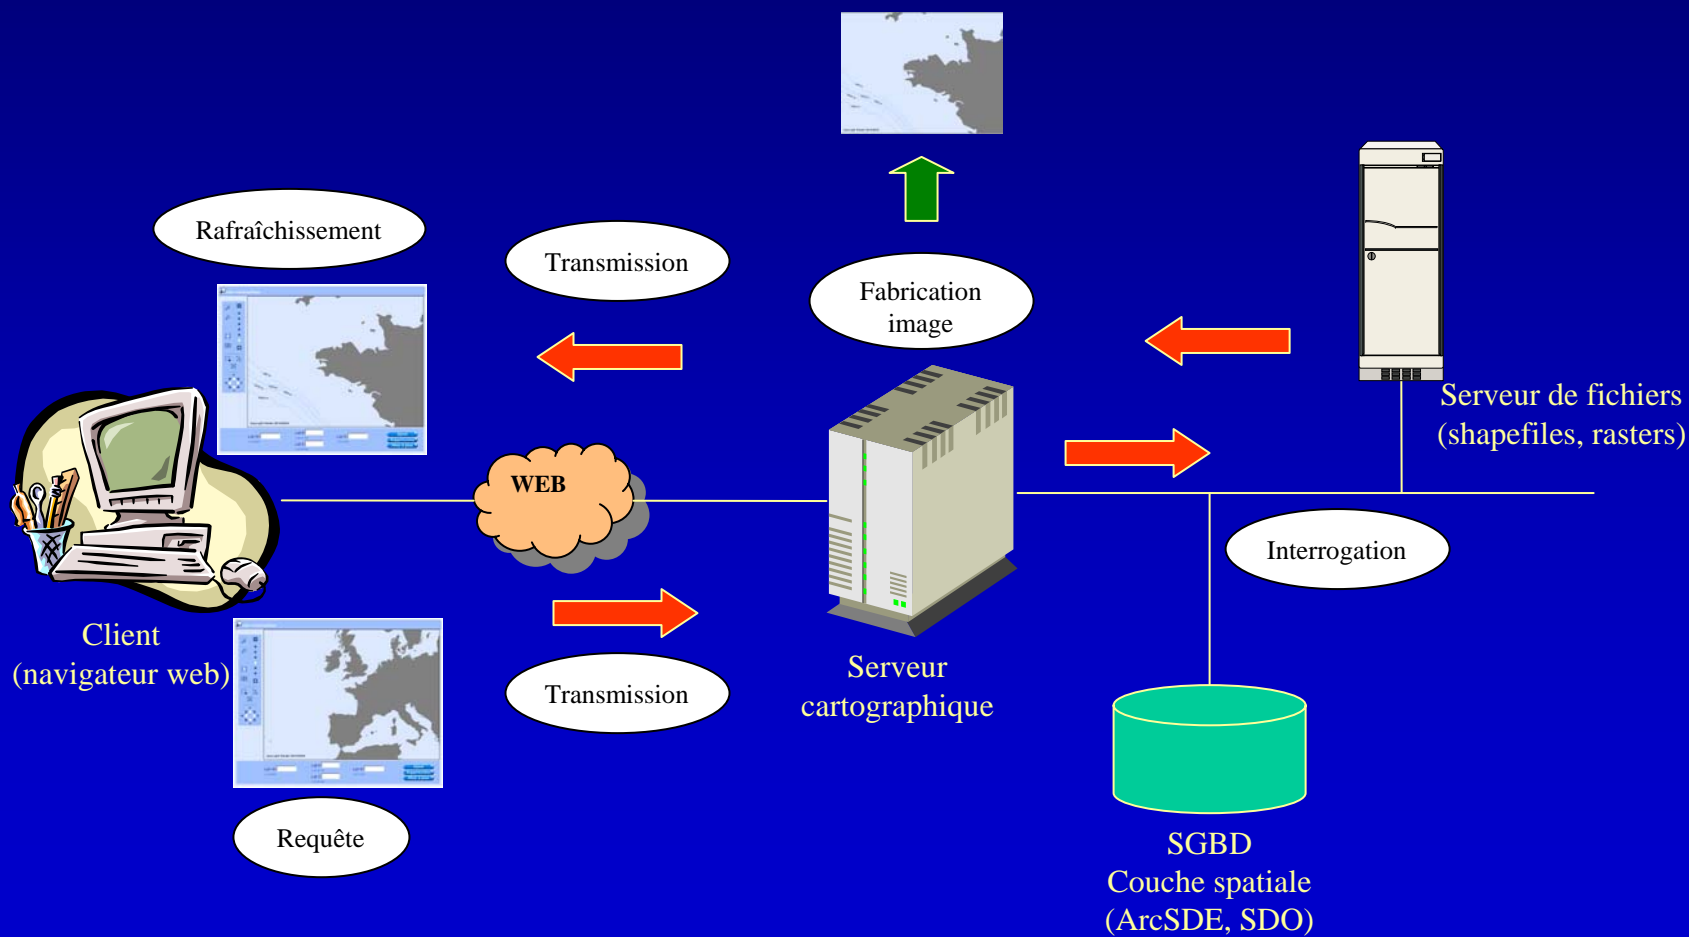 Rafraîchissement
Transmission
Fabrication
image
Serveur de fichiers
(shapefiles, rasters)
WEB
Interrogation
Client
(navigateur web)
Transmission
Serveur
cartographique
Requête
SGBD
Couche spatiale
(ArcSDE, SDO)